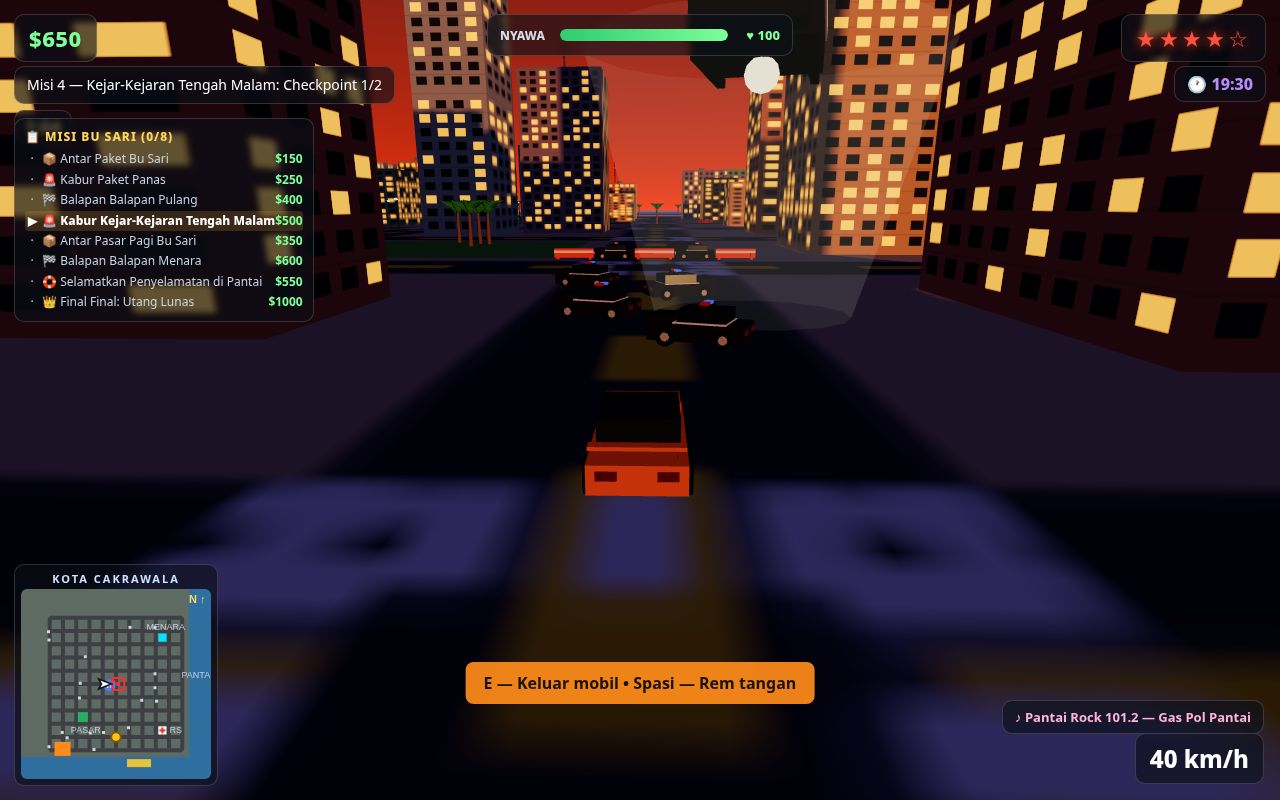 $650
NYAWA ♥ 100
★★★★☆
Misi 4 — Kejar-Kejaran Tengah Malam: Checkpoint 1/2
🕐 19:30
📋 MISI BU SARI (0/8)
· 📦 Antar Paket Bu Sari $150
· 🚨 Kabur Paket Panas $250
· 🏁 Balapan Balapan Pulang $400
▶ 🚨 Kabur Kejar-Kejaran Tengah Malam $500
· 📦 Antar Pasar Pagi Bu Sari $350
· 🏁 Balapan Balapan Menara $600
· 🛟 Selamatkan Penyelamatan di Pantai $550
· 👑 Final Final: Utang Lunas $1000
KOTA CAKRAWALA
N ↑
MENARA
PANTA
PASAR
RS
E — Keluar mobil • Spasi — Rem tangan
♪ Pantai Rock 101.2 — Gas Pol Pantai
40 km/h